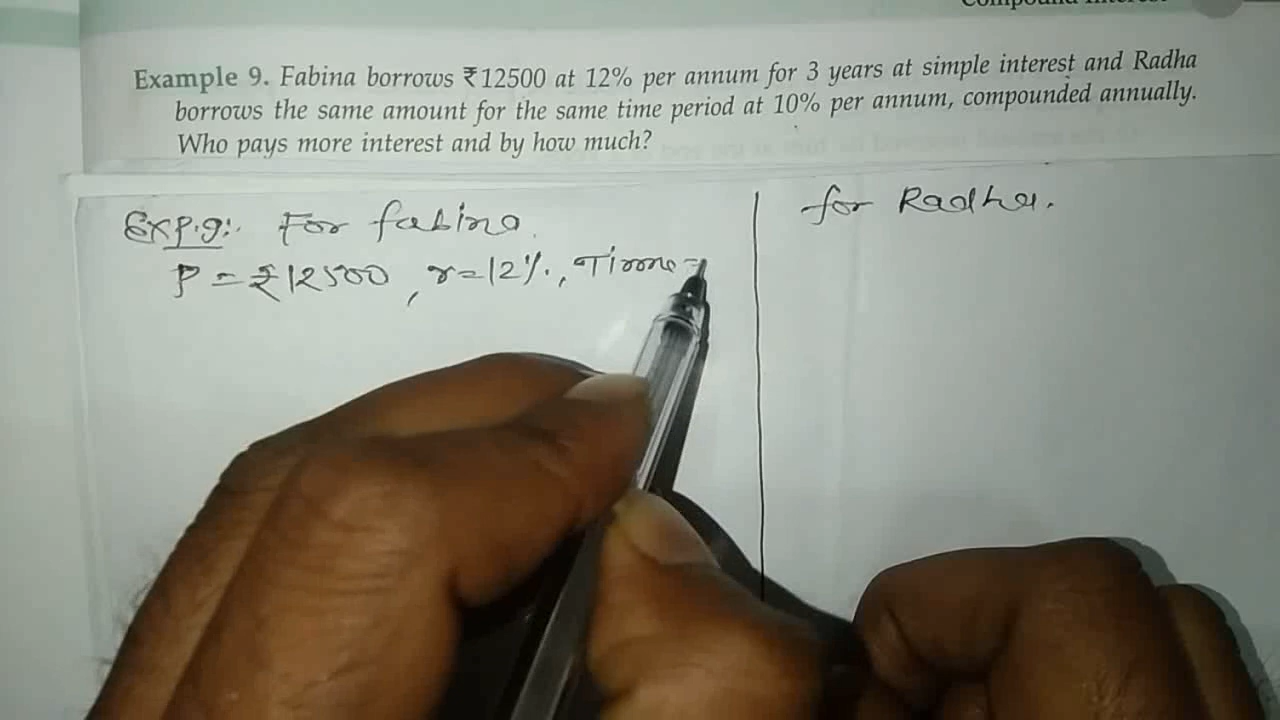 Compound Interest
Example 9. Fabina borrows ₹12500 at 12% per annum for 3 years at simple interest and Radha
borrows the same amount for the same time period at 10% per annum, compounded annually.
Who pays more interest and by how much?
Exp.9:. For fabina.
P = ₹12500, r=12%., Time =
for Radha.